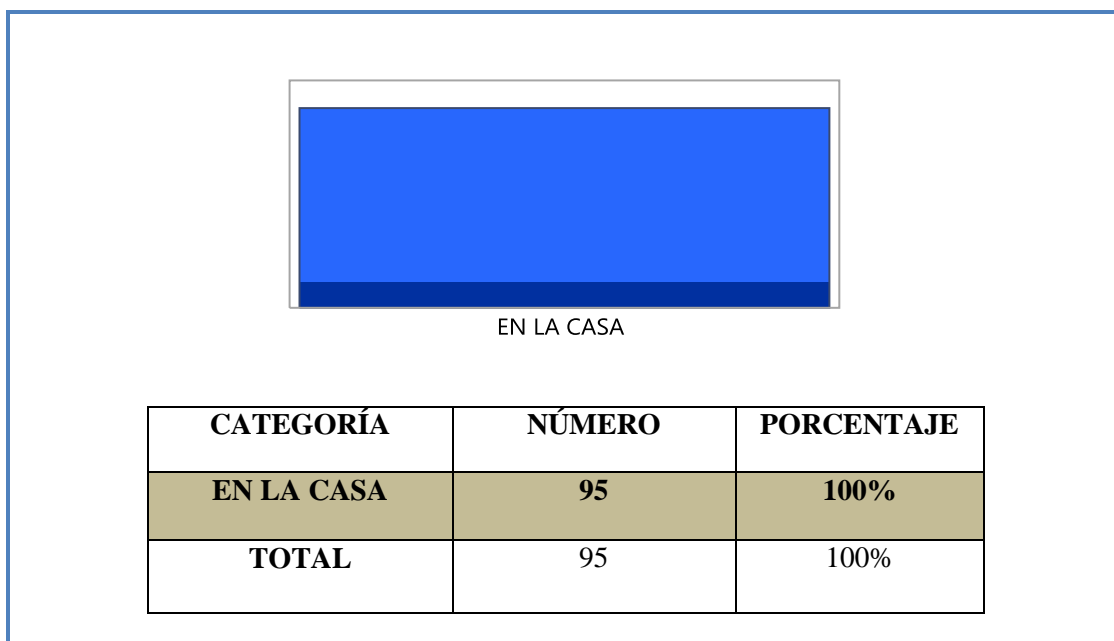 EN LA CASA
CATEGORÍA NÚMERO PORCENTAJE
EN LA CASA 95 100%
TOTAL 95 100%